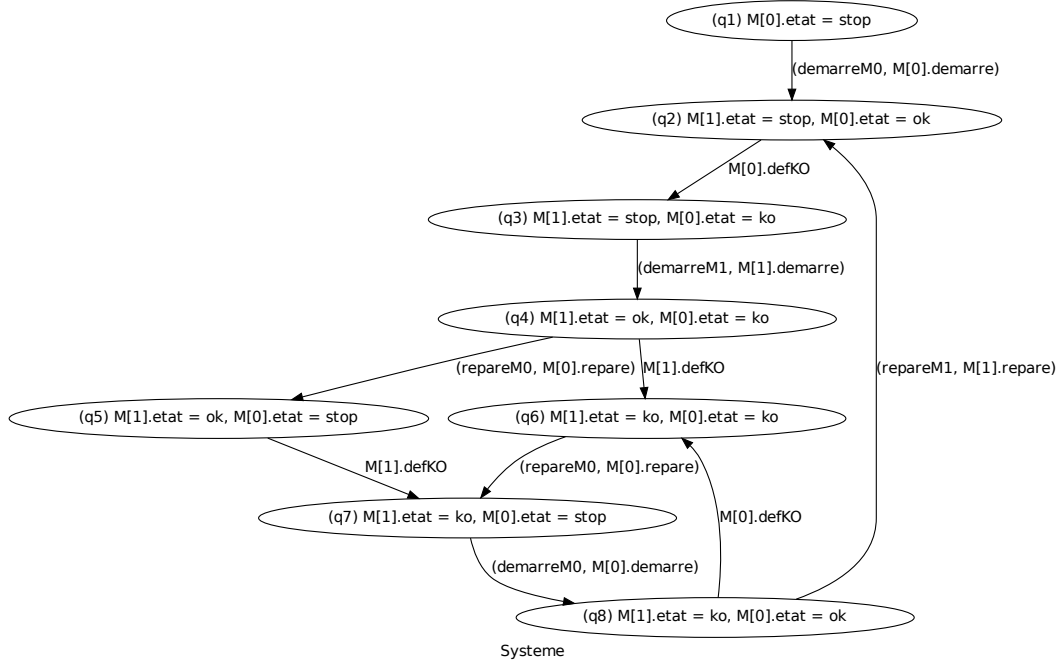 (q1) M[0].etat = stop
(demarreM0, M[0].demarre)
(q2) M[1].etat = stop, M[0].etat = ok
M[0].defKO
(q3) M[1].etat = stop, M[0].etat = ko
(demarreM1, M[1].demarre)
(q4) M[1].etat = ok, M[0].etat = ko
(repareM0, M[0].repare)
M[1].defKO
(repareM1, M[1].repare)
(q5) M[1].etat = ok, M[0].etat = stop
(q6) M[1].etat = ko, M[0].etat = ko
M[1].defKO
(repareM0, M[0].repare)
(q7) M[1].etat = ko, M[0].etat = stop
M[0].defKO
(demarreM0, M[0].demarre)
(q8) M[1].etat = ko, M[0].etat = ok
Systeme